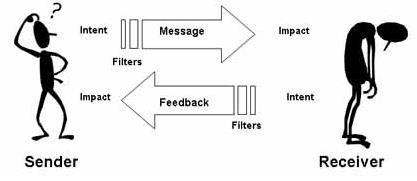 ?
Intent
Message
Impact
Filters
Impact
Feedback
Intent
Filters
Sender
Receiver